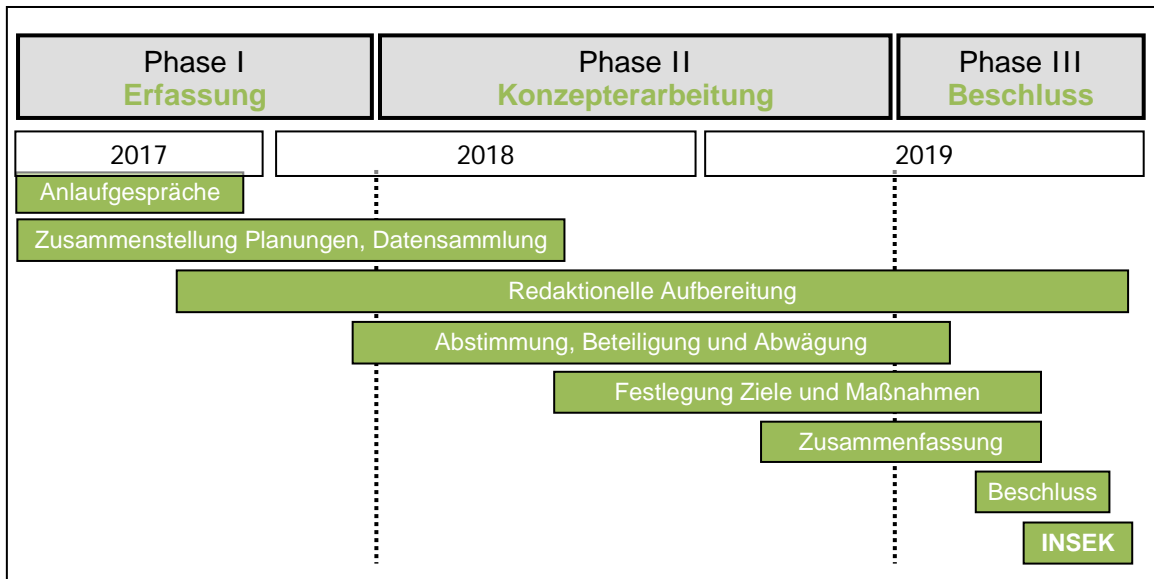 Phase I
Erfassung
Phase II
Konzepterarbeitung
Phase III
Beschluss
2017
2018
2019
Anlaufgespräche
Zusammenstellung Planungen, Datensammlung
Redaktionelle Aufbereitung
Abstimmung, Beteiligung und Abwägung
Festlegung Ziele und Maßnahmen
Zusammenfassung
Beschluss
INSEK